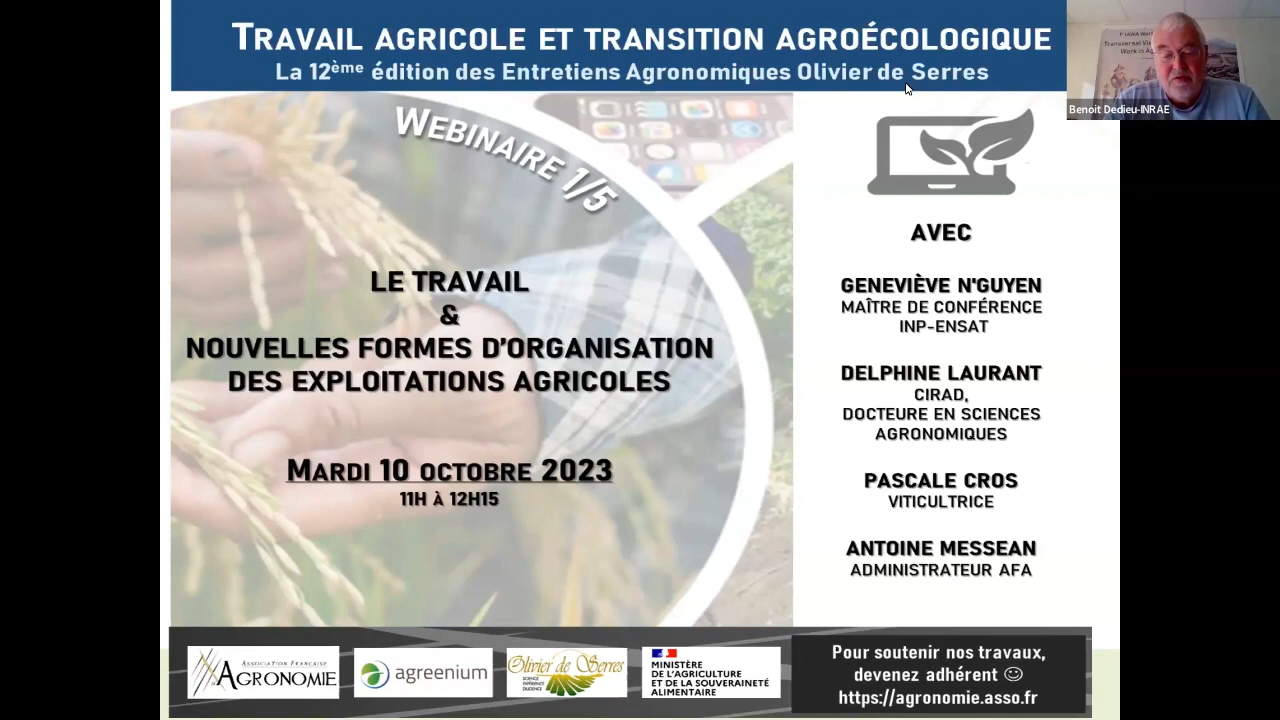 TRAVAIL AGRICOLE ET TRANSITION AGROÉCOLOGIQUE
La 12ème édition des Entretiens Agronomiques Olivier de Serres
Benoit Dedieu-INRAE
WEBINAIRE 1/5
LE TRAVAIL
&
NOUVELLES FORMES D'ORGANISATION
DES EXPLOITATIONS AGRICOLES
MARDI 10 OCTOBRE 2023
11H À 12H15
AVEC
GENEVIÈVE N'GUYEN
MAÎTRE DE CONFÉRENCE
INP-ENSAT
DELPHINE LAURANT
CIRAD,
DOCTEURE EN SCIENCES
AGRONOMIQUES
PASCALE CROS
VITICULTRICE
ANTOINE MESSEAN
ADMINISTRATEUR AFA
ASSOCIATION FRANÇAISE
AGRONOMIE
agreenium
Olivier de Serres
SCIENCE
EXPÉRIENCE
DILIGENCE
MINISTÈRE
DE L'AGRICULTURE
ET DE LA SOUVERAINETÉ
ALIMENTAIRE
Pour soutenir nos travaux,
devenez adhérent ☺
https://agronomie.asso.fr